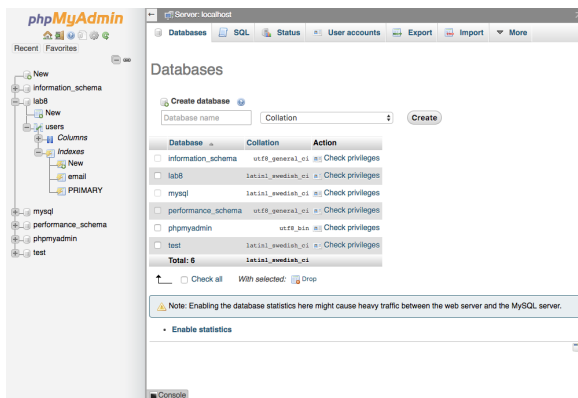 phpMyAdmin
Recent Favorites
New
information_schema
lab8
New
users
Columns
Indexes
New
email
PRIMARY
mysql
performance_schema
phpmyadmin
test
Server: localhost
Databases SQL Status User accounts Export Import More
Databases
Create database
Database name Collation Create
Database Collation Action
information_schema utf8_general_ci Check privileges
lab8 latin1_swedish_ci Check privileges
mysql latin1_swedish_ci Check privileges
performance_schema utf8_general_ci Check privileges
phpmyadmin utf8_bin Check privileges
test latin1_swedish_ci Check privileges
Total: 6 latin1_swedish_ci
Check all With selected: Drop
Note: Enabling the database statistics here might cause heavy traffic between the web server and the MySQL server.
Enable statistics
Console